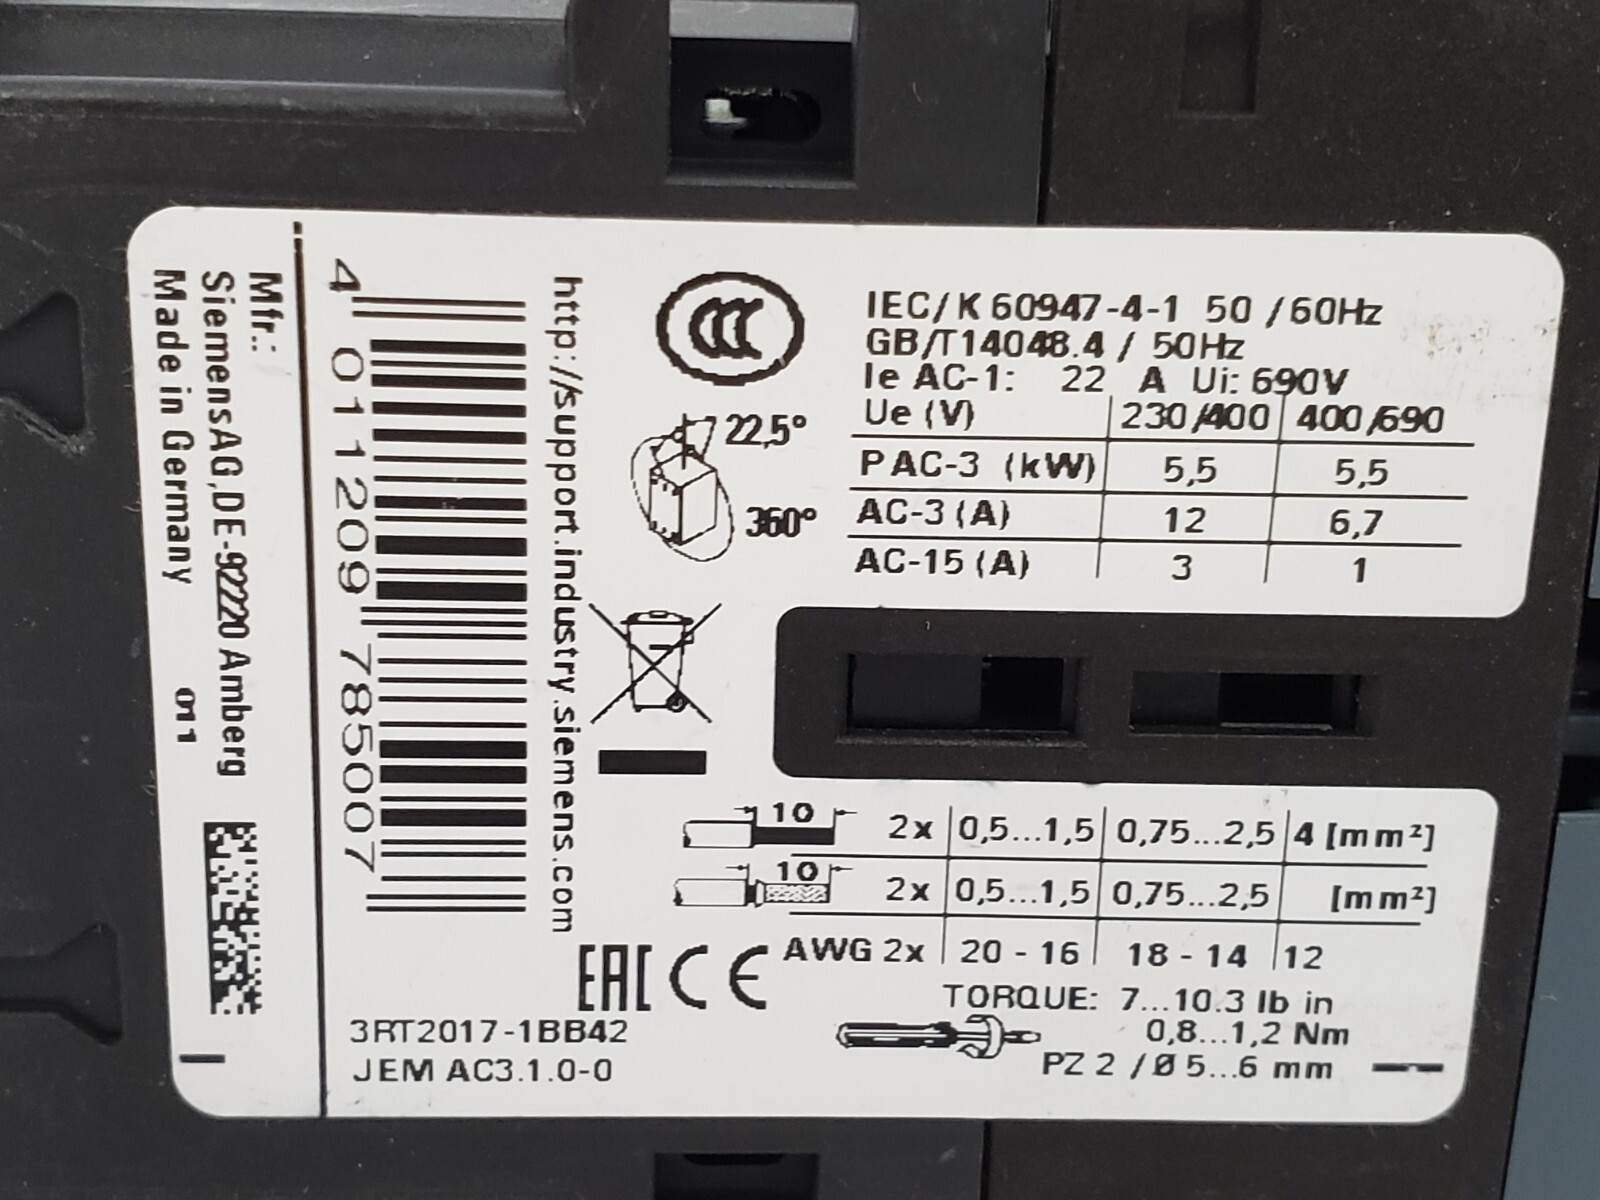 Mfr.:
SiemensAG,DE-92220 Amberg
Made in Germany 011
4 011209 785007
http://support.industry.siemens.com
22,5°
360°
IEC/K 60947-4-1 50 /60Hz
GB/T14048.4 / 50Hz
Ie AC-1: 22 A Ui: 690V
Ue (V) 230/400 400/690
P AC-3 (kW) 5,5 5,5
AC-3 (A) 12 6,7
AC-15 (A) 3 1
10 2x 0,5...1,5 0,75...2,5 4 [mm²]
10 2x 0,5...1,5 0,75...2,5 [mm²]
AWG 2x 20 - 16 18 - 14 12
EAC CE
TORQUE: 7...10.3 lb in
0,8...1,2 Nm
PZ 2 / Ø 5...6 mm
3RT2017-1BB42
JEM AC3.1.0-0